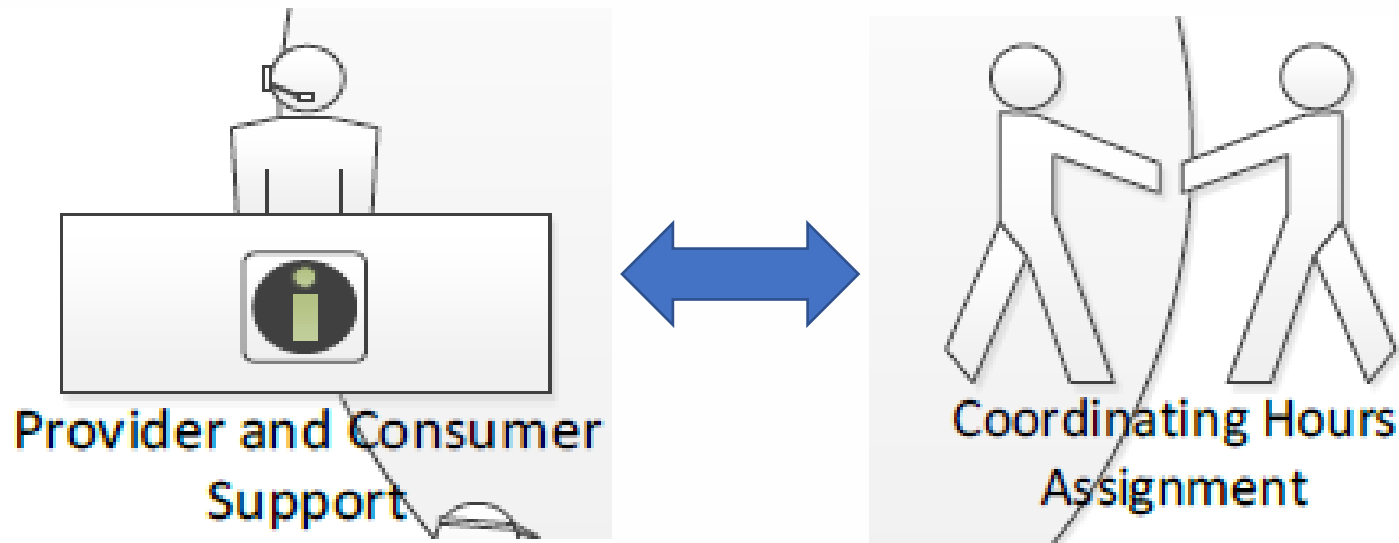 Provider and Consumer
Support
Coordinating Hours
Assignment